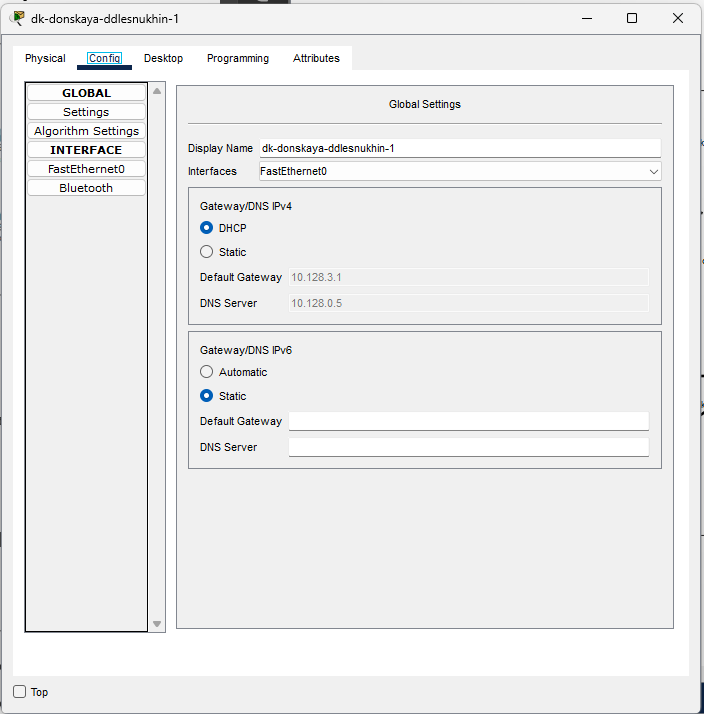 dk-donskaya-ddlesnukhin-1
Physical Config Desktop Programming Attributes
GLOBAL
Settings
Algorithm Settings
INTERFACE
FastEthernet0
Bluetooth
Global Settings
Display Name dk-donskaya-ddlesnukhin-1
Interfaces FastEthernet0
Gateway/DNS IPv4
DHCP
Static
Default Gateway 10.128.3.1
DNS Server 10.128.0.5
Gateway/DNS IPv6
Automatic
Static
Default Gateway
DNS Server
Top